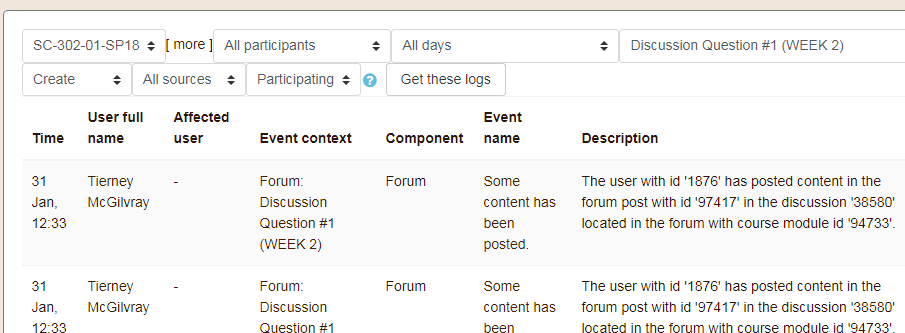 SC-302-01-SP18 [ more ] All participants All days Discussion Question #1 (WEEK 2)
Create All sources Participating ? Get these logs
Time User full name Affected user Event context Component Event name Description
31 Jan, 12:33 Tierney McGilvray - Forum: Discussion Question #1 (WEEK 2) Forum Some content has been posted. The user with id '1876' has posted content in the forum post with id '97417' in the discussion '38580' located in the forum with course module id '94733'.
31 Jan, 12:33 Tierney McGilvray - Forum: Discussion Question #1 Forum Some content has been The user with id '1876' has posted content in the forum post with id '97417' in the discussion '38580' located in the forum with course module id '94733'.